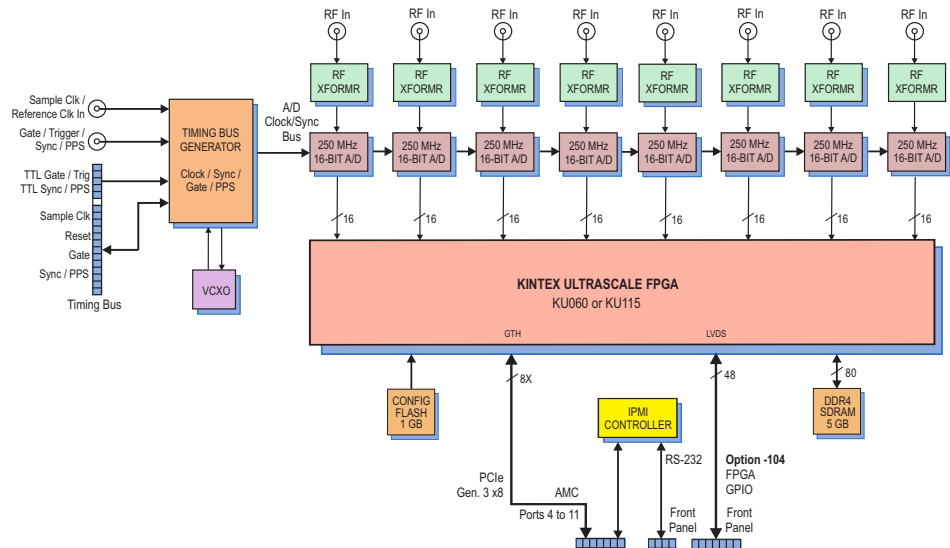 RF In
RF In
RF In
RF In
RF In
RF In
RF In
RF In
RF
XFORMR
RF
XFORMR
RF
XFORMR
RF
XFORMR
RF
XFORMR
RF
XFORMR
RF
XFORMR
RF
XFORMR
Sample Clk /
Reference Clk In
Gate / Trigger /
Sync / PPS
TTL Gate / Trig
TTL Sync / PPS
Sample Clk
Reset
Gate
Sync / PPS
Timing Bus
TIMING BUS
GENERATOR
Clock / Sync /
Gate / PPS
VCXO
A/D
Clock/Sync
Bus
250 MHz
16-BIT A/D
250 MHz
16-BIT A/D
250 MHz
16-BIT A/D
250 MHz
16-BIT A/D
250 MHz
16-BIT A/D
250 MHz
16-BIT A/D
250 MHz
16-BIT A/D
250 MHz
16-BIT A/D
16
16
16
16
16
16
16
16
KINTEX ULTRASCALE FPGA
KU060 or KU115
GTH
LVDS
8X
48
80
CONFIG
FLASH
1 GB
IPMI
CONTROLLER
DDR4
SDRAM
5 GB
RS-232
Option -104
FPGA
GPIO
PCIe
Gen. 3 x8
AMC
Ports 4 to 11
Front
Panel
Front
Panel